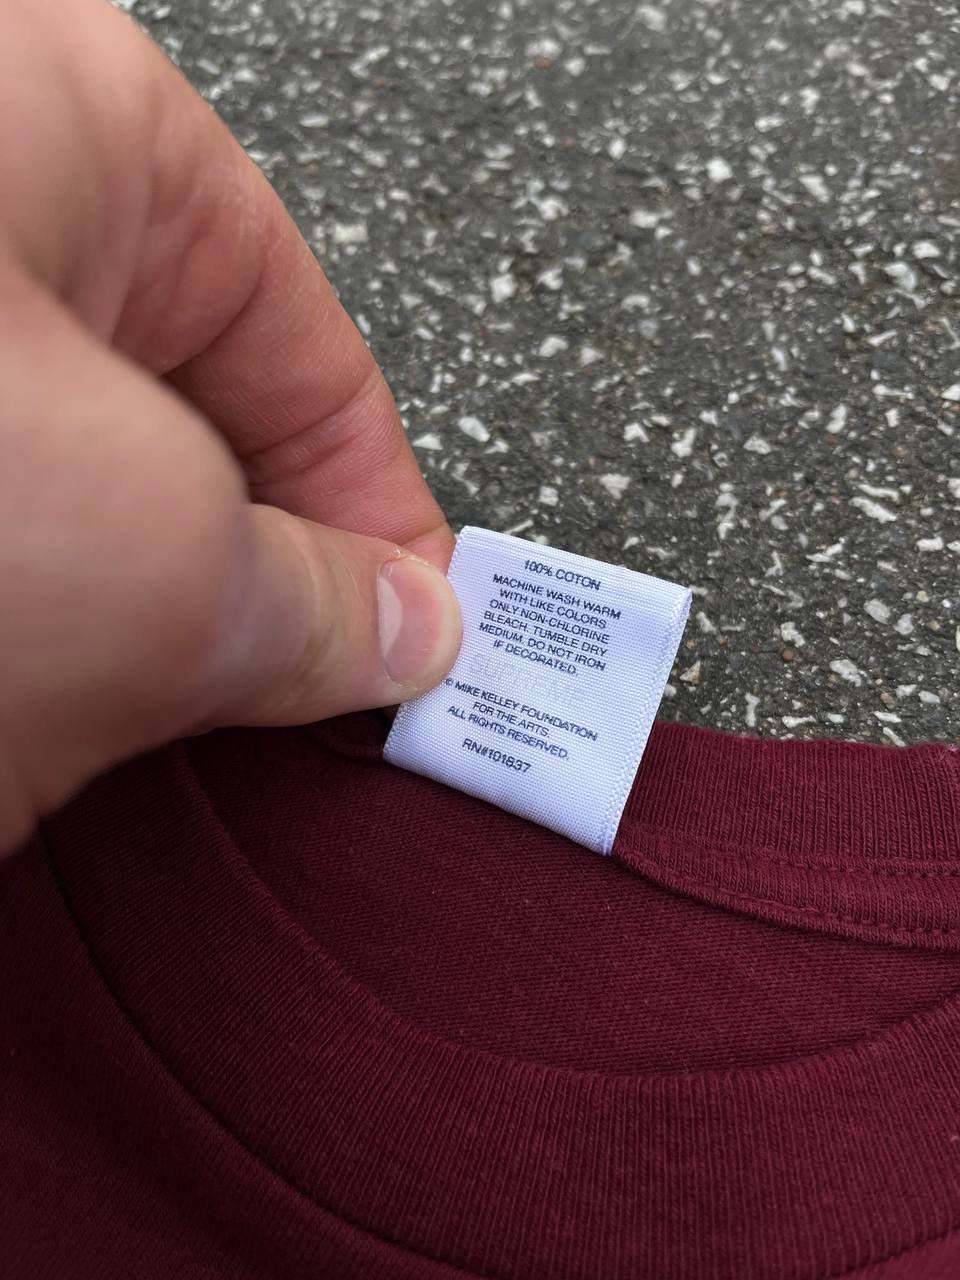 100% COTON
MACHINE WASH WARM
WITH LIKE COLORS
ONLY NON-CHLORINE
BLEACH. TUMBLE DRY
MEDIUM. DO NOT IRON
IF DECORATED.
© MIKE KELLEY FOUNDATION
FOR THE ARTS.
ALL RIGHTS RESERVED.
RN#101837